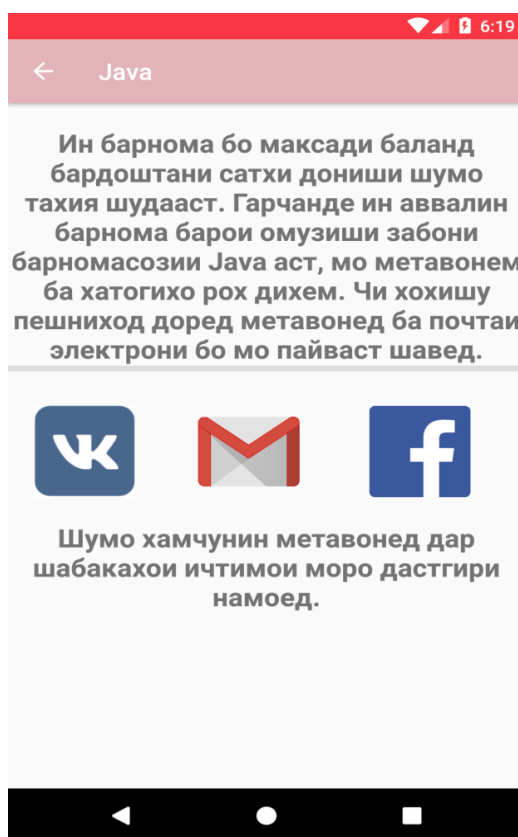 6:19
Java
Ин барнома бо максади баланд
бардоштани сатхи дониши шумо
тахия шудааст. Гарчанде ин аввалин
барнома барои омузиши забони
барномасозии Java аст, мо метавонем
ба хатогихо рох дихем. Чи хохишу
пешниход доред метавонед ба почтаи
электрони бо мо пайваст шавед.
Шумо хамчунин метавонед дар
шабакахои ичтимои моро дастгири
намоед.